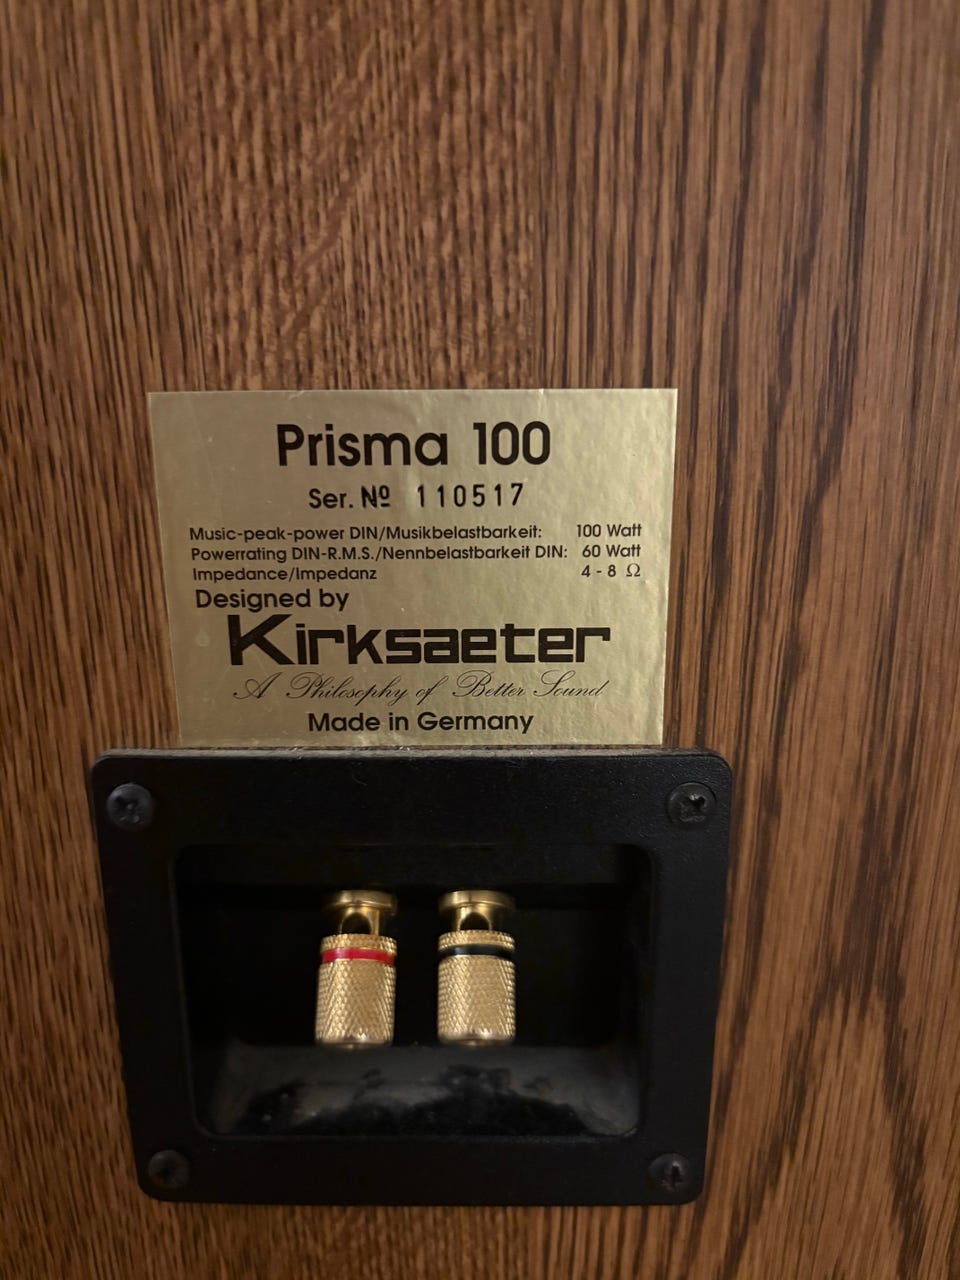 Prisma 100
Ser. Nº 110517
Music-peak-power DIN/Musikbelastbarkeit: 100 Watt
Powerrating DIN-R.M.S./Nennbelastbarkeit DIN: 60 Watt
Impedance/Impedanz 4 - 8 Ω
Designed by
Kirksaeter
A Philosophy of Better Sound
Made in Germany